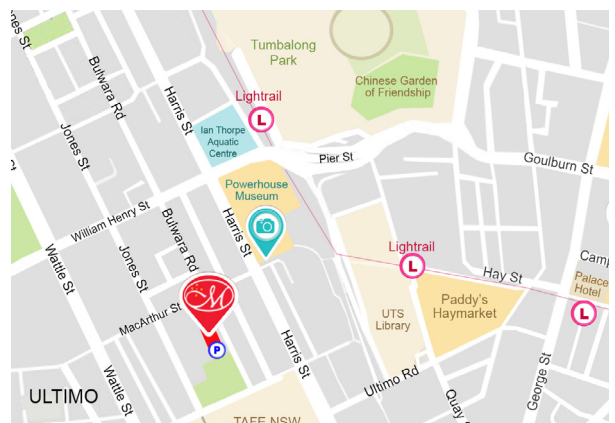 Jones St
Bulwara Rd
Harris St
Tumbalong
Park
Chinese Garden
of Friendship
Lightrail
L
Ian Thorpe
Aquatic
Centre
Pier St
Goulburn St
Jones St
William Henry St
Powerhouse
Museum
Wattle St
Jones St
Bulwara Rd
Harris St
Lightrail
L
Hay St
Camp
Palace
Hotel
L
M
MacArthur St
P
UTS
Library
Paddy's
Haymarket
Harris St
Ultimo Rd
Wattle St
ULTIMO
Quay
George St
TAFE NSW